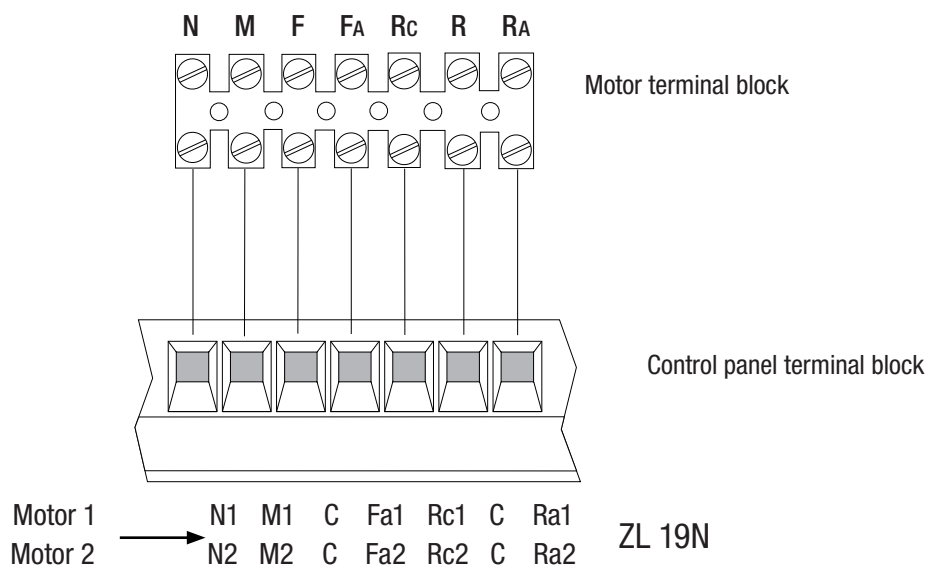 N M F FA RC R RA
Motor terminal block
Control panel terminal block
Motor 1 N1 M1 C Fa1 Rc1 C Ra1
ZL 19N
Motor 2 N2 M2 C Fa2 Rc2 C Ra2